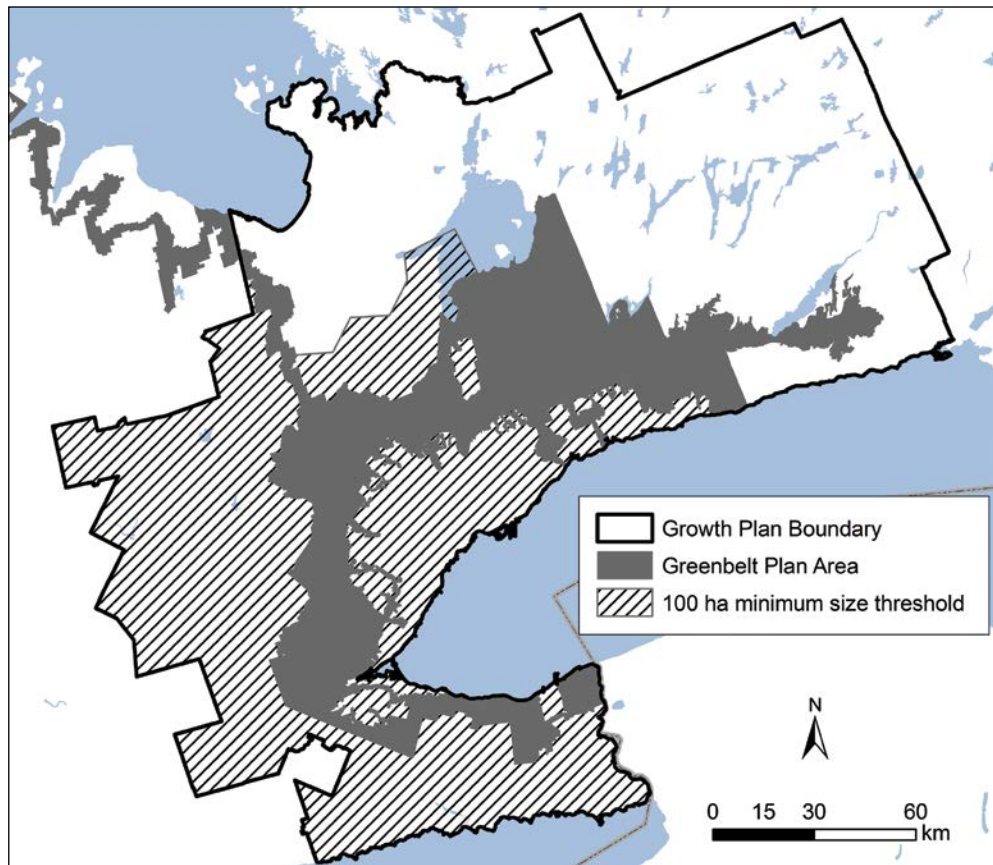 Growth Plan Boundary
Greenbelt Plan Area
100 ha minimum size threshold
N
0 15 30 60
km